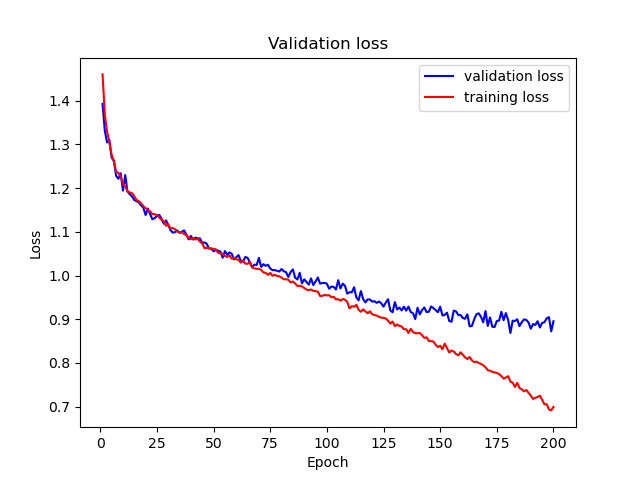 Validation loss
validation loss
training loss
Loss
1.4
1.3
1.2
1.1
1.0
0.9
0.8
0.7
0 25 50 75 100 125 150 175 200
Epoch